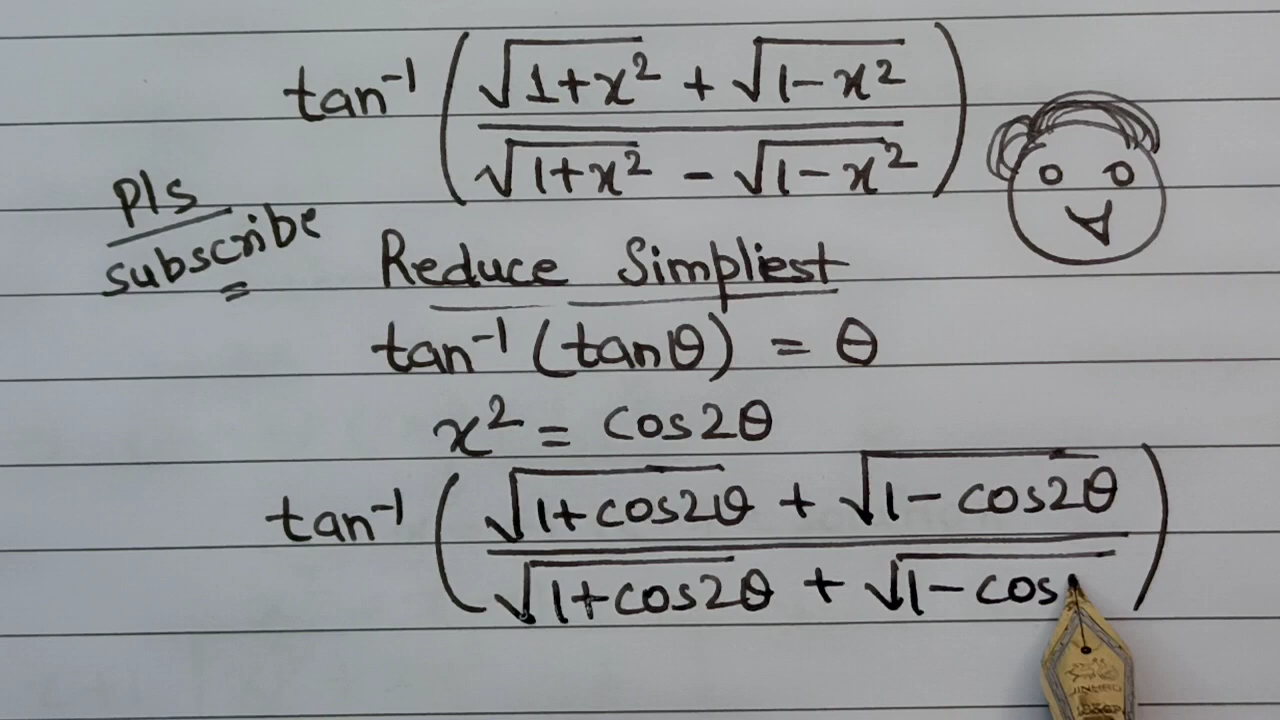 tan⁻¹ ( (√(1+x²) + √(1-x²)) / (√(1+x²) - √(1-x²)) )
pls
subscribe
Reduce Simpliest
tan⁻¹ (tanθ) = θ
x² = cos2θ
tan⁻¹ ( (√(1+cos2θ) + √(1-cos2θ)) / (√(1+cos2θ) + √(1-cos